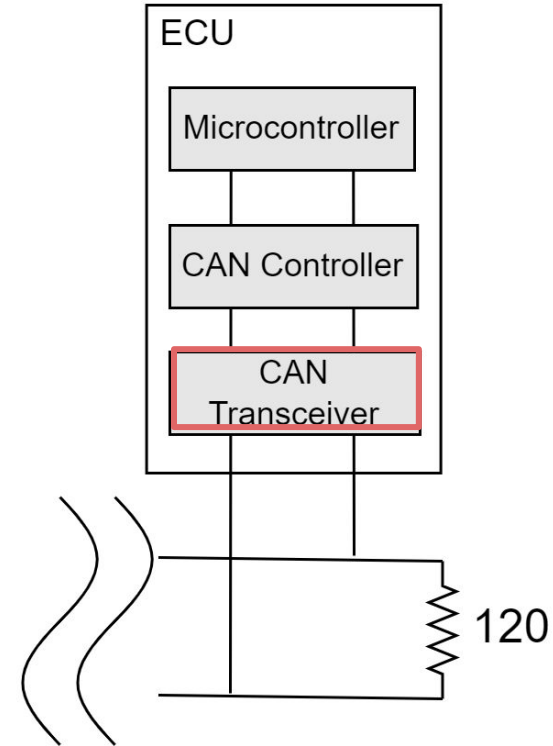 ECU
Microcontroller
CAN Controller
CAN
Transceiver
120